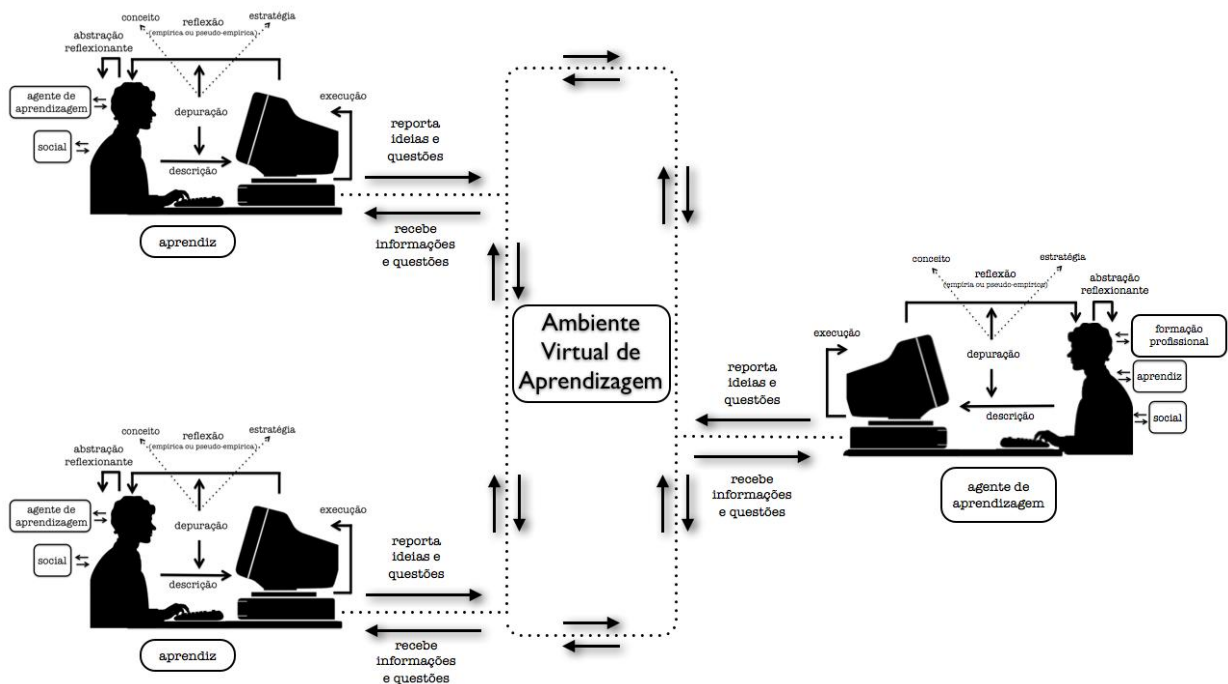 conceito
reflexão
estratégia
(empírica ou pseudo-empírica)
abstração
reflexionante
agente de
aprendizagem
social
depuração
descrição
execução
aprendiz
reporta
ideias e
questões
recebe
informações
e questões
Ambiente
Virtual de
Aprendizagem
conceito
reflexão
estratégia
(empíria ou pseudo-empírics)
abstração
reflexionante
execução
depuração
descrição
formação
profissional
aprendiz
social
reporta
ideias e
questões
recebe
informações
e questões
agente de
aprendizagem
conceito
reflexão
estratégia
(empírica ou pseudo-empírica)
abstração
reflexionante
agente de
aprendizagem
social
depuração
descrição
execução
aprendiz
reporta
ideias e
questões
recebe
informações
e questões